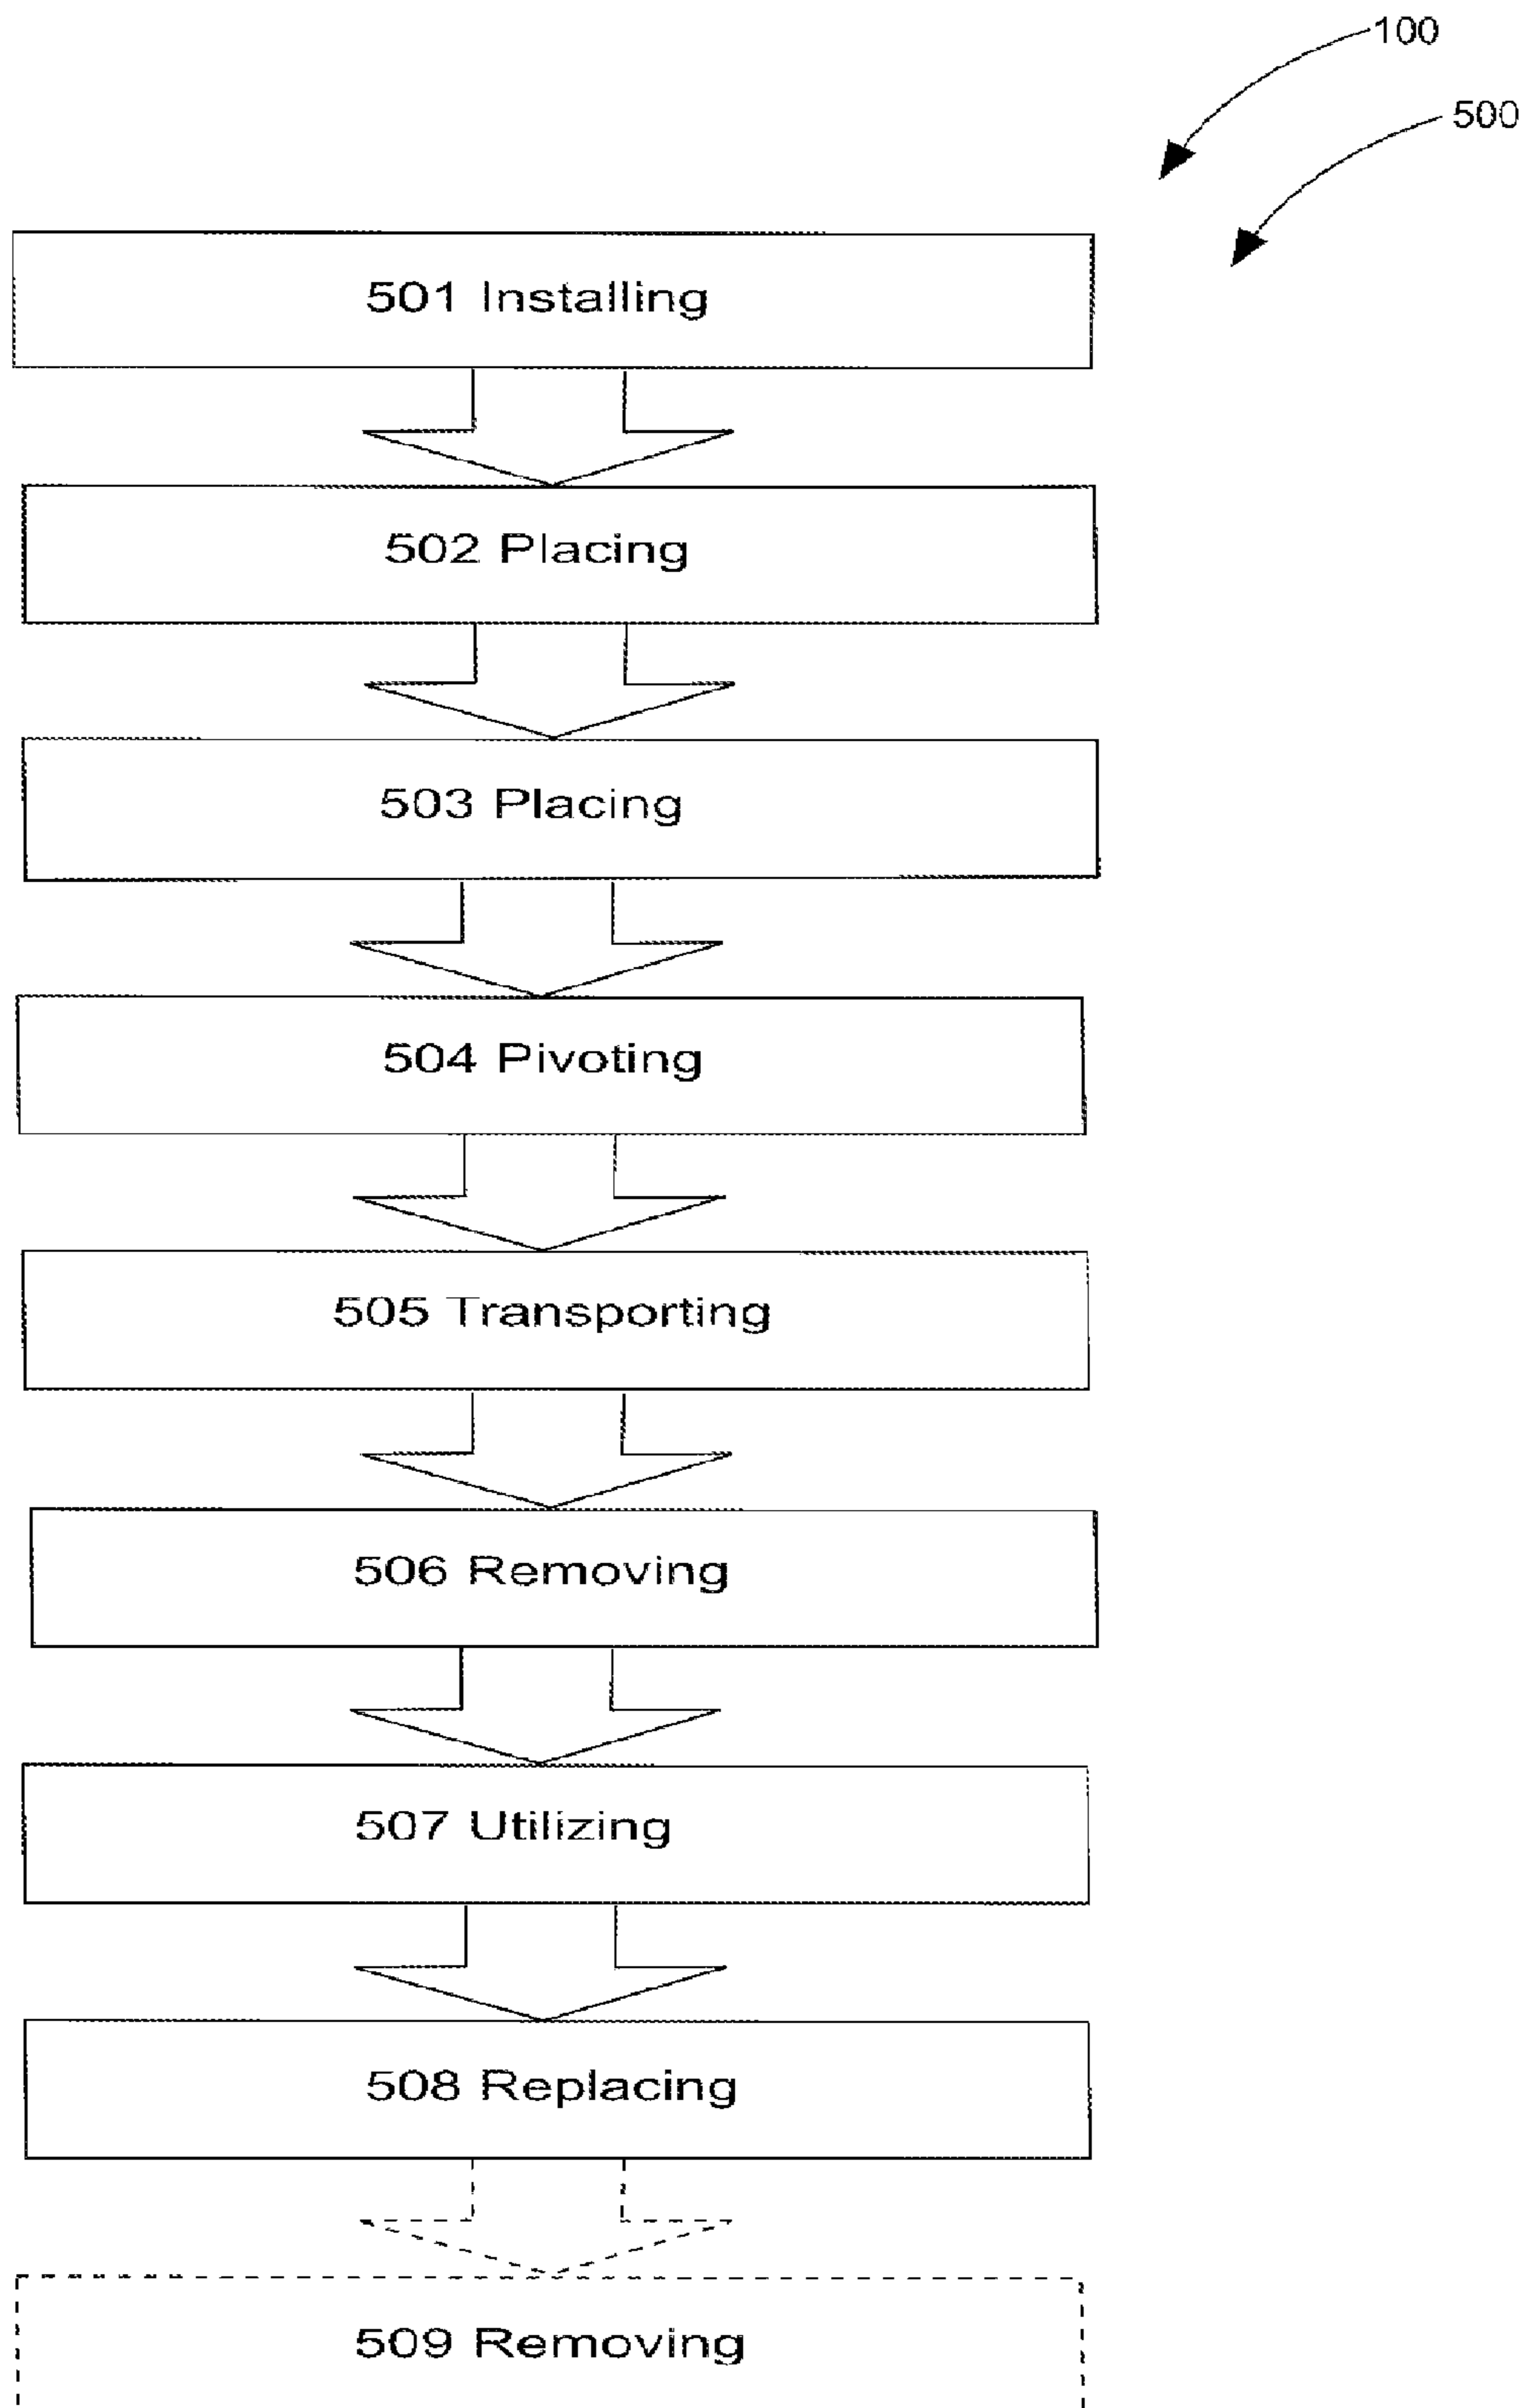 100
500
501 Installing
502 Placing
503 Placing
504 Pivoting
505 Transporting
506 Removing
507 Utilizing
508 Replacing
509 Removing